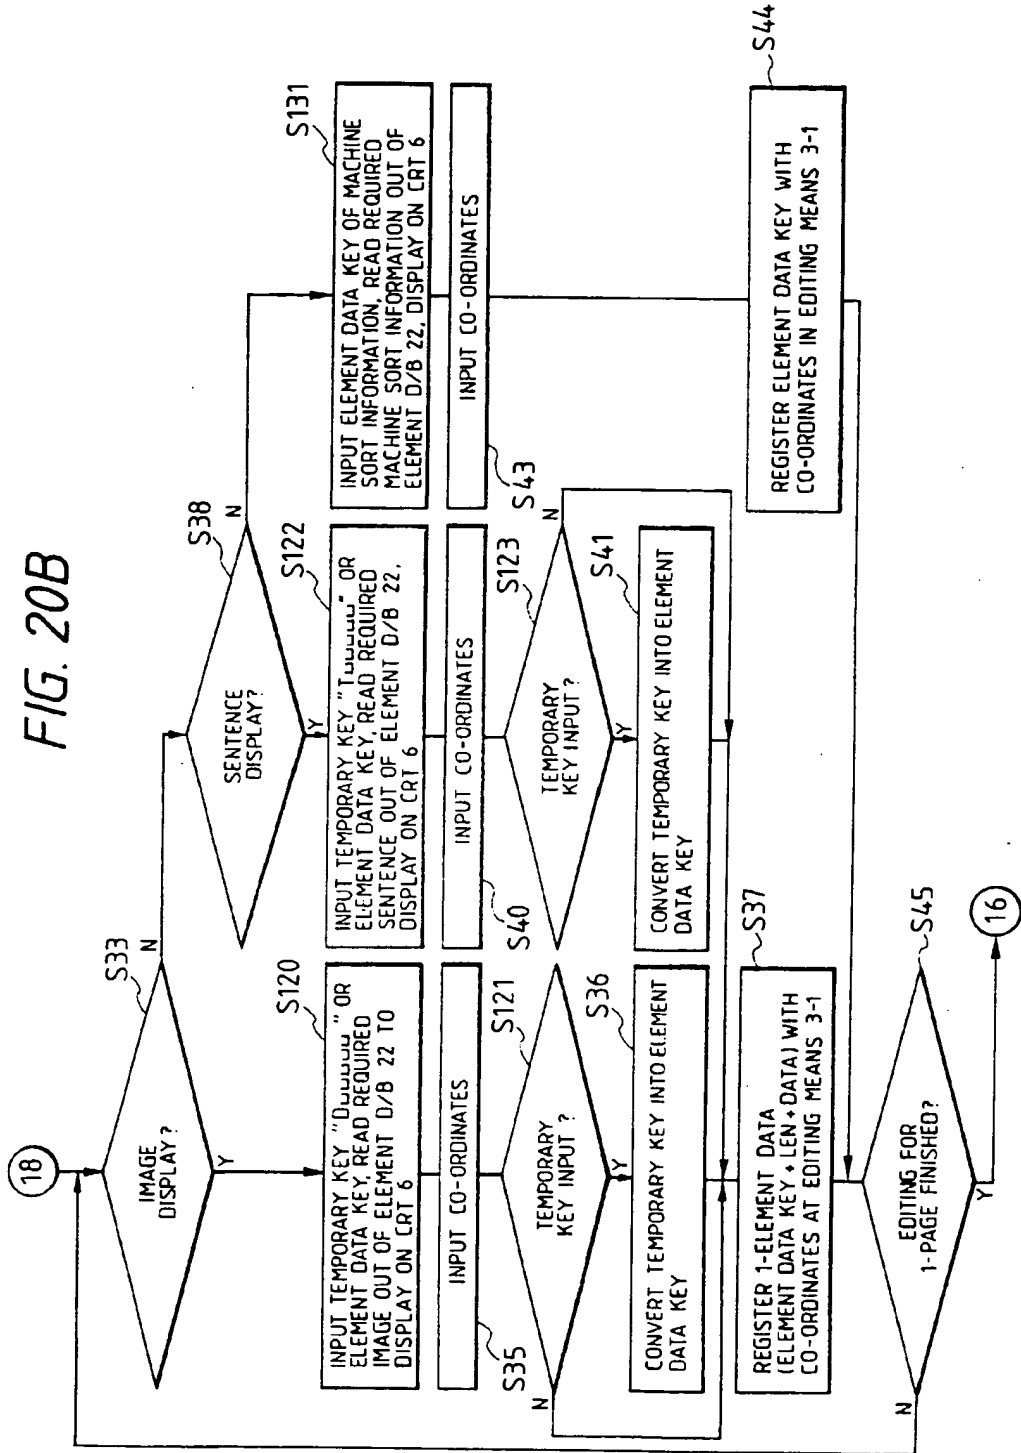 FIG. 20B
18
IMAGE
DISPLAY?
S33
N
Y
INPUT TEMPORARY KEY "D␣␣␣␣␣" OR
ELEMENT DATA KEY, READ REQUIRED
IMAGE OUT OF ELEMENT D/B 22 TO
DISPLAY ON CRT 6
S120
INPUT CO-ORDINATES
S35
TEMPORARY
KEY INPUT ?
S121
N
Y
CONVERT TEMPORARY KEY INTO ELEMENT
DATA KEY
S36
REGISTER 1-ELEMENT DATA
(ELEMENT DATA KEY + LEN + DATA) WITH
CO-ORDINATES AT EDITING MEANS 3-1
S37
EDITING FOR
1-PAGE FINISHED?
S45
N
Y
16
SENTENCE
DISPLAY?
S38
N
Y
INPUT TEMPORARY KEY "T␣␣␣␣␣" OR
ELEMENT DATA KEY, READ REQUIRED
SENTENCE OUT OF ELEMENT D/B 22,
DISPLAY ON CRT 6
S122
INPUT CO-ORDINATES
S40
TEMPORARY
KEY INPUT ?
S123
N
Y
CONVERT TEMPORARY KEY INTO ELEMENT
DATA KEY
S41
INPUT ELEMENT DATA KEY OF MACHINE
SORT INFORMATION, READ REQUIRED
MACHINE SORT INFORMATION OUT OF
ELEMENT D/B 22, DISPLAY ON CRT 6
S131
INPUT CO-ORDINATES
S43
REGISTER ELEMENT DATA KEY WITH
CO-ORDINATES IN EDITING MEANS 3-1
S44